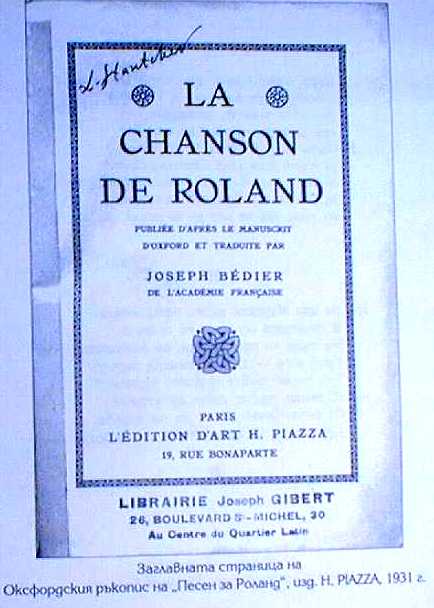 LA
CHANSON
DE ROLAND
PUBLIÉE D'APRÈS LE MANUSCRIT
D'OXFORD ET TRADUITE PAR
JOSEPH BÉDIER
DE L'ACADÉMIE FRANÇAISE
PARIS
L'ÉDITION D'ART H. PIAZZA
19, RUE BONAPARTE
LIBRAIRIE Joseph GIBERT
26, BOULEVARD St-MICHEL, 30
Au Centre du Quartier Latin
Заглавната страница на
Оксфордския ръкопис на „Песен за Роланд“, изд. H. PIAZZA, 1931 г.